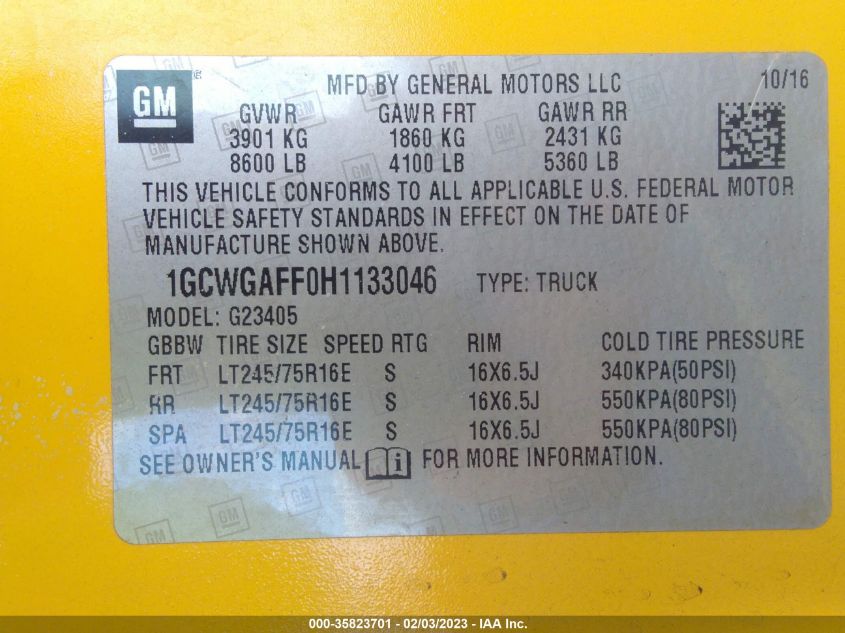 GM ® MFD BY GENERAL MOTORS LLC 10/16
GVWR GAWR FRT GAWR RR
3901 KG 1860 KG 2431 KG
8600 LB 4100 LB 5360 LB
THIS VEHICLE CONFORMS TO ALL APPLICABLE U.S. FEDERAL MOTOR
VEHICLE SAFETY STANDARDS IN EFFECT ON THE DATE OF
MANUFACTURE SHOWN ABOVE.
1GCWGAFF0H1133046 TYPE: TRUCK
MODEL: G23405
GBBW TIRE SIZE SPEED RTG RIM COLD TIRE PRESSURE
FRT LT245/75R16E S 16X6.5J 340KPA(50PSI)
RR LT245/75R16E S 16X6.5J 550KPA(80PSI)
SPA LT245/75R16E S 16X6.5J 550KPA(80PSI)
SEE OWNER'S MANUAL i FOR MORE INFORMATION.
000-35823701 - 02/03/2023 - IAA Inc.